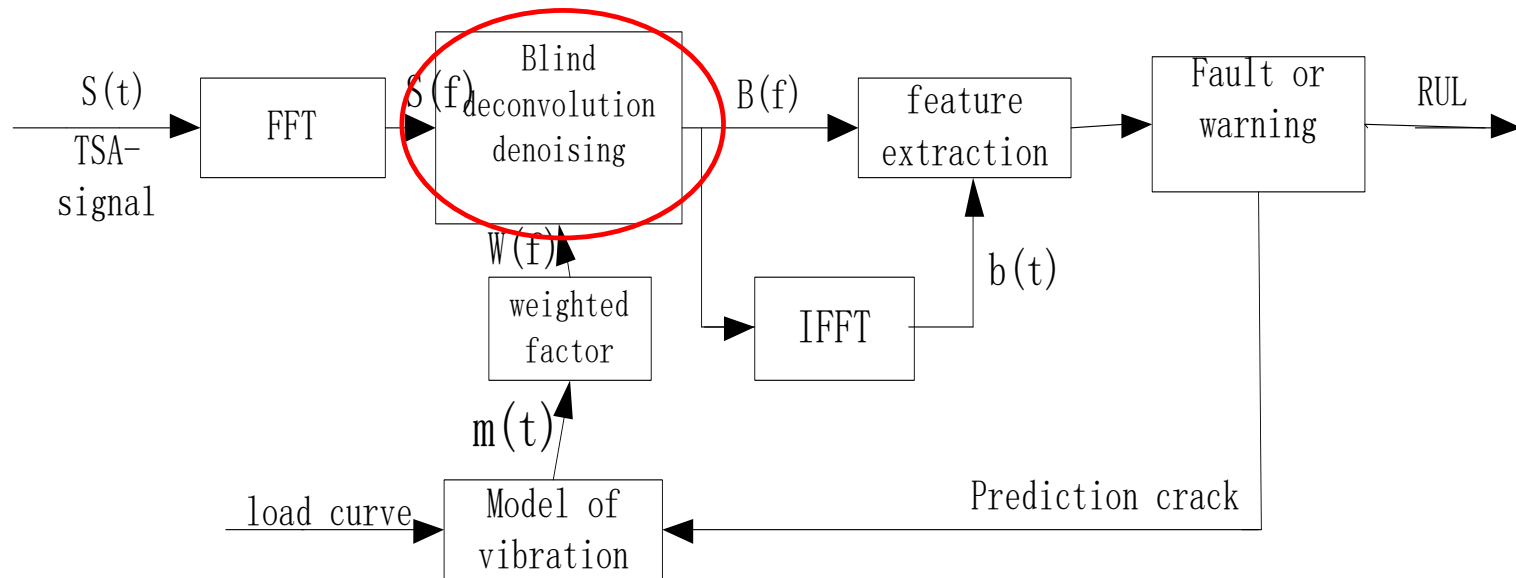 S(t)
TSA-
signal
FFT
S(f)
Blind
deconvolution
denoising
B(f)
feature
extraction
Fault or
warning
RUL
W(f)
weighted
factor
IFFT
b(t)
m(t)
load curve
Model of
vibration
Prediction crack